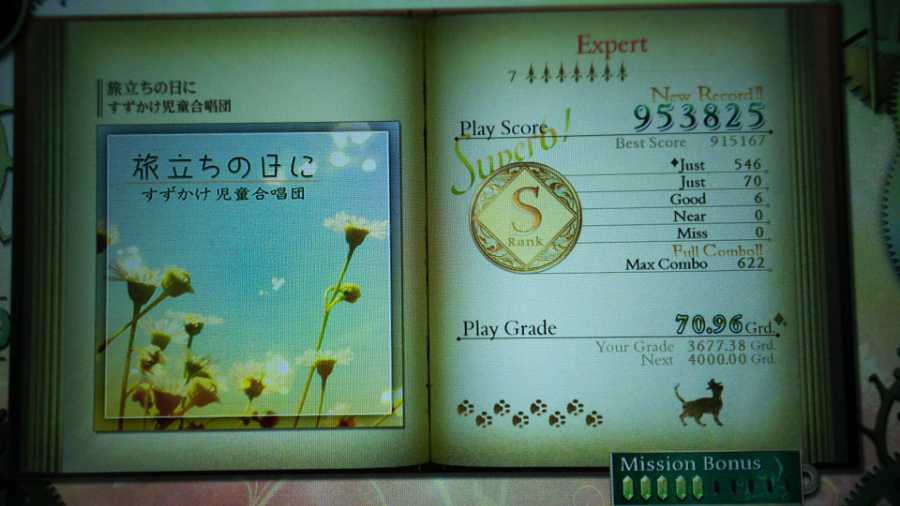 旅立ちの日に
すずかけ児童合唱団
旅立ちの日に
すずかけ児童合唱団
Expert
7
New Record!!
Play Score 953825
Best Score 915167
Superb!
S
Rank
Just 546
Just 70
Good 6
Near 0
Miss 0
Full Combo!!
Max Combo 622
Play Grade 70.96 Grd.
Your Grade 3677.38 Grd.
Next 4000.00 Grd.
Mission Bonus